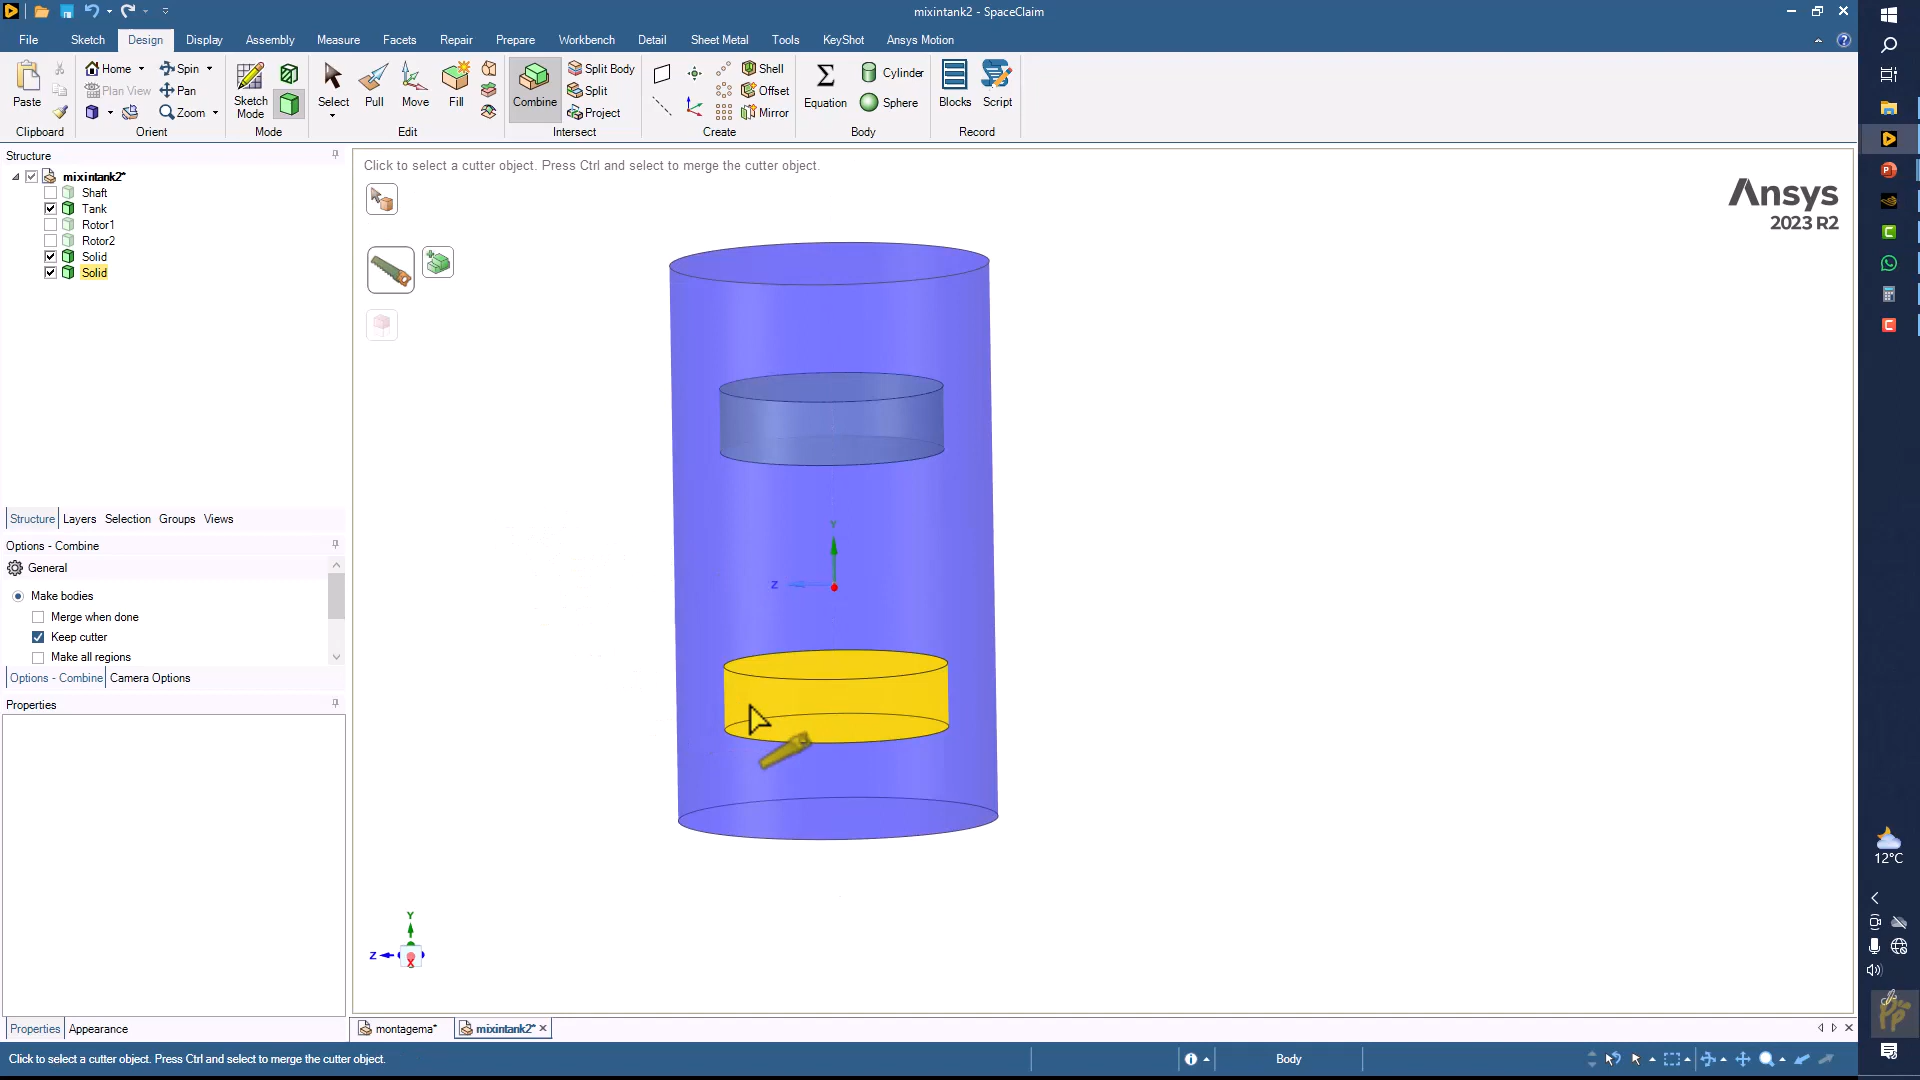 mixintank2 - SpaceClaim
File Sketch Design Display Assembly Measure Facets Repair Prepare Workbench Detail Sheet Metal Tools KeyShot Ansys Motion
Home Spin Split Body Shell Cylinder
Plan View Pan Split Offset Sphere
Zoom Project Mirror
Paste Sketch Mode Select Pull Move Fill Combine Equation Blocks Script
Clipboard Orient Mode Edit Intersect Create Body Record
Structure
mixintank2*
Shaft
Tank
Rotor1
Rotor2
Solid
Solid
Structure Layers Selection Groups Views
Options - Combine
General
Make bodies
Merge when done
Keep cutter
Make all regions
Options - Combine Camera Options
Properties
Properties Appearance
Click to select a cutter object. Press Ctrl and select to merge the cutter object.
Ansys
2023 R2
Y
Z
Y
Z
X
montagema* mixintank2*
Click to select a cutter object. Press Ctrl and select to merge the cutter object.
Body
12°C